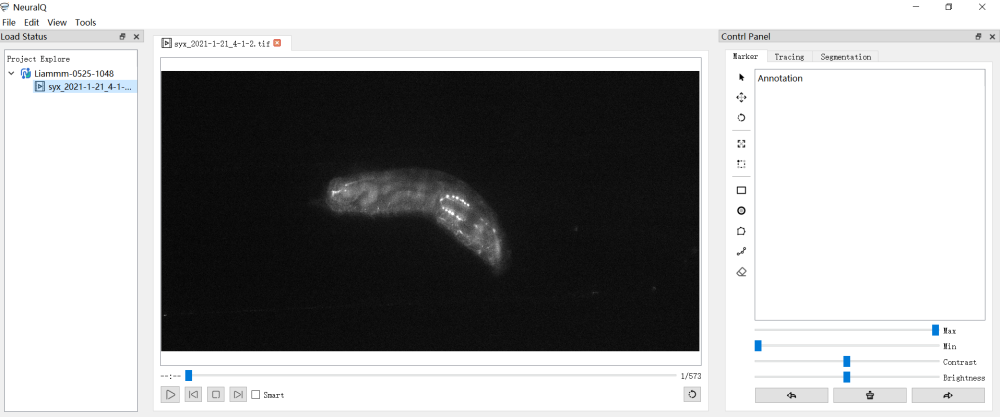 NeuralQ
File Edit View Tools
Load Status
Project Explore
Liammm-0525-1048
syx_2021-1-21_4-1-...
syx_2021-1-21_4-1-2.tif
--:--
1/573
Smart
Contrl Panel
Marker Tracing Segmentation
Annotation
Max
Min
Contrast
Brightness